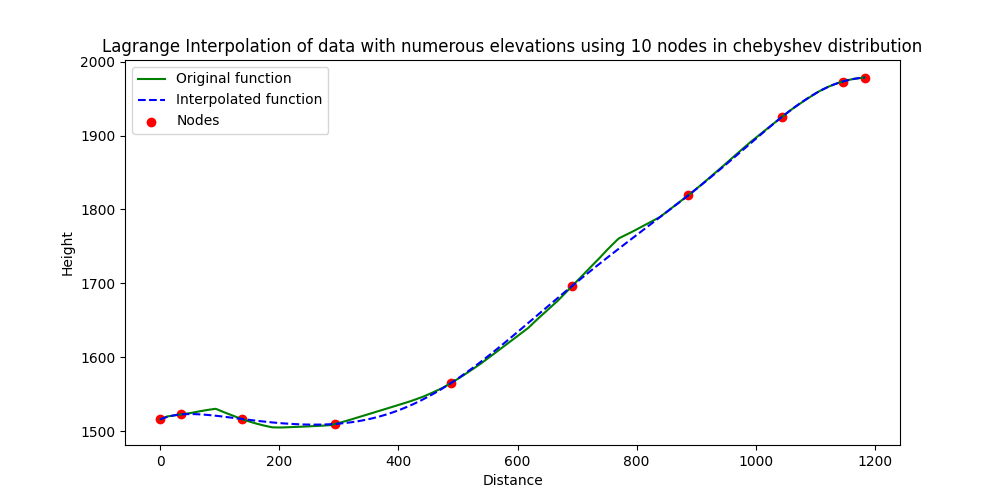 Lagrange Interpolation of data with numerous elevations using 10 nodes in chebyshev distribution
Original function
Interpolated function
Nodes
2000
1900
1800
1700
1600
1500
Height
0 200 400 600 800 1000 1200
Distance